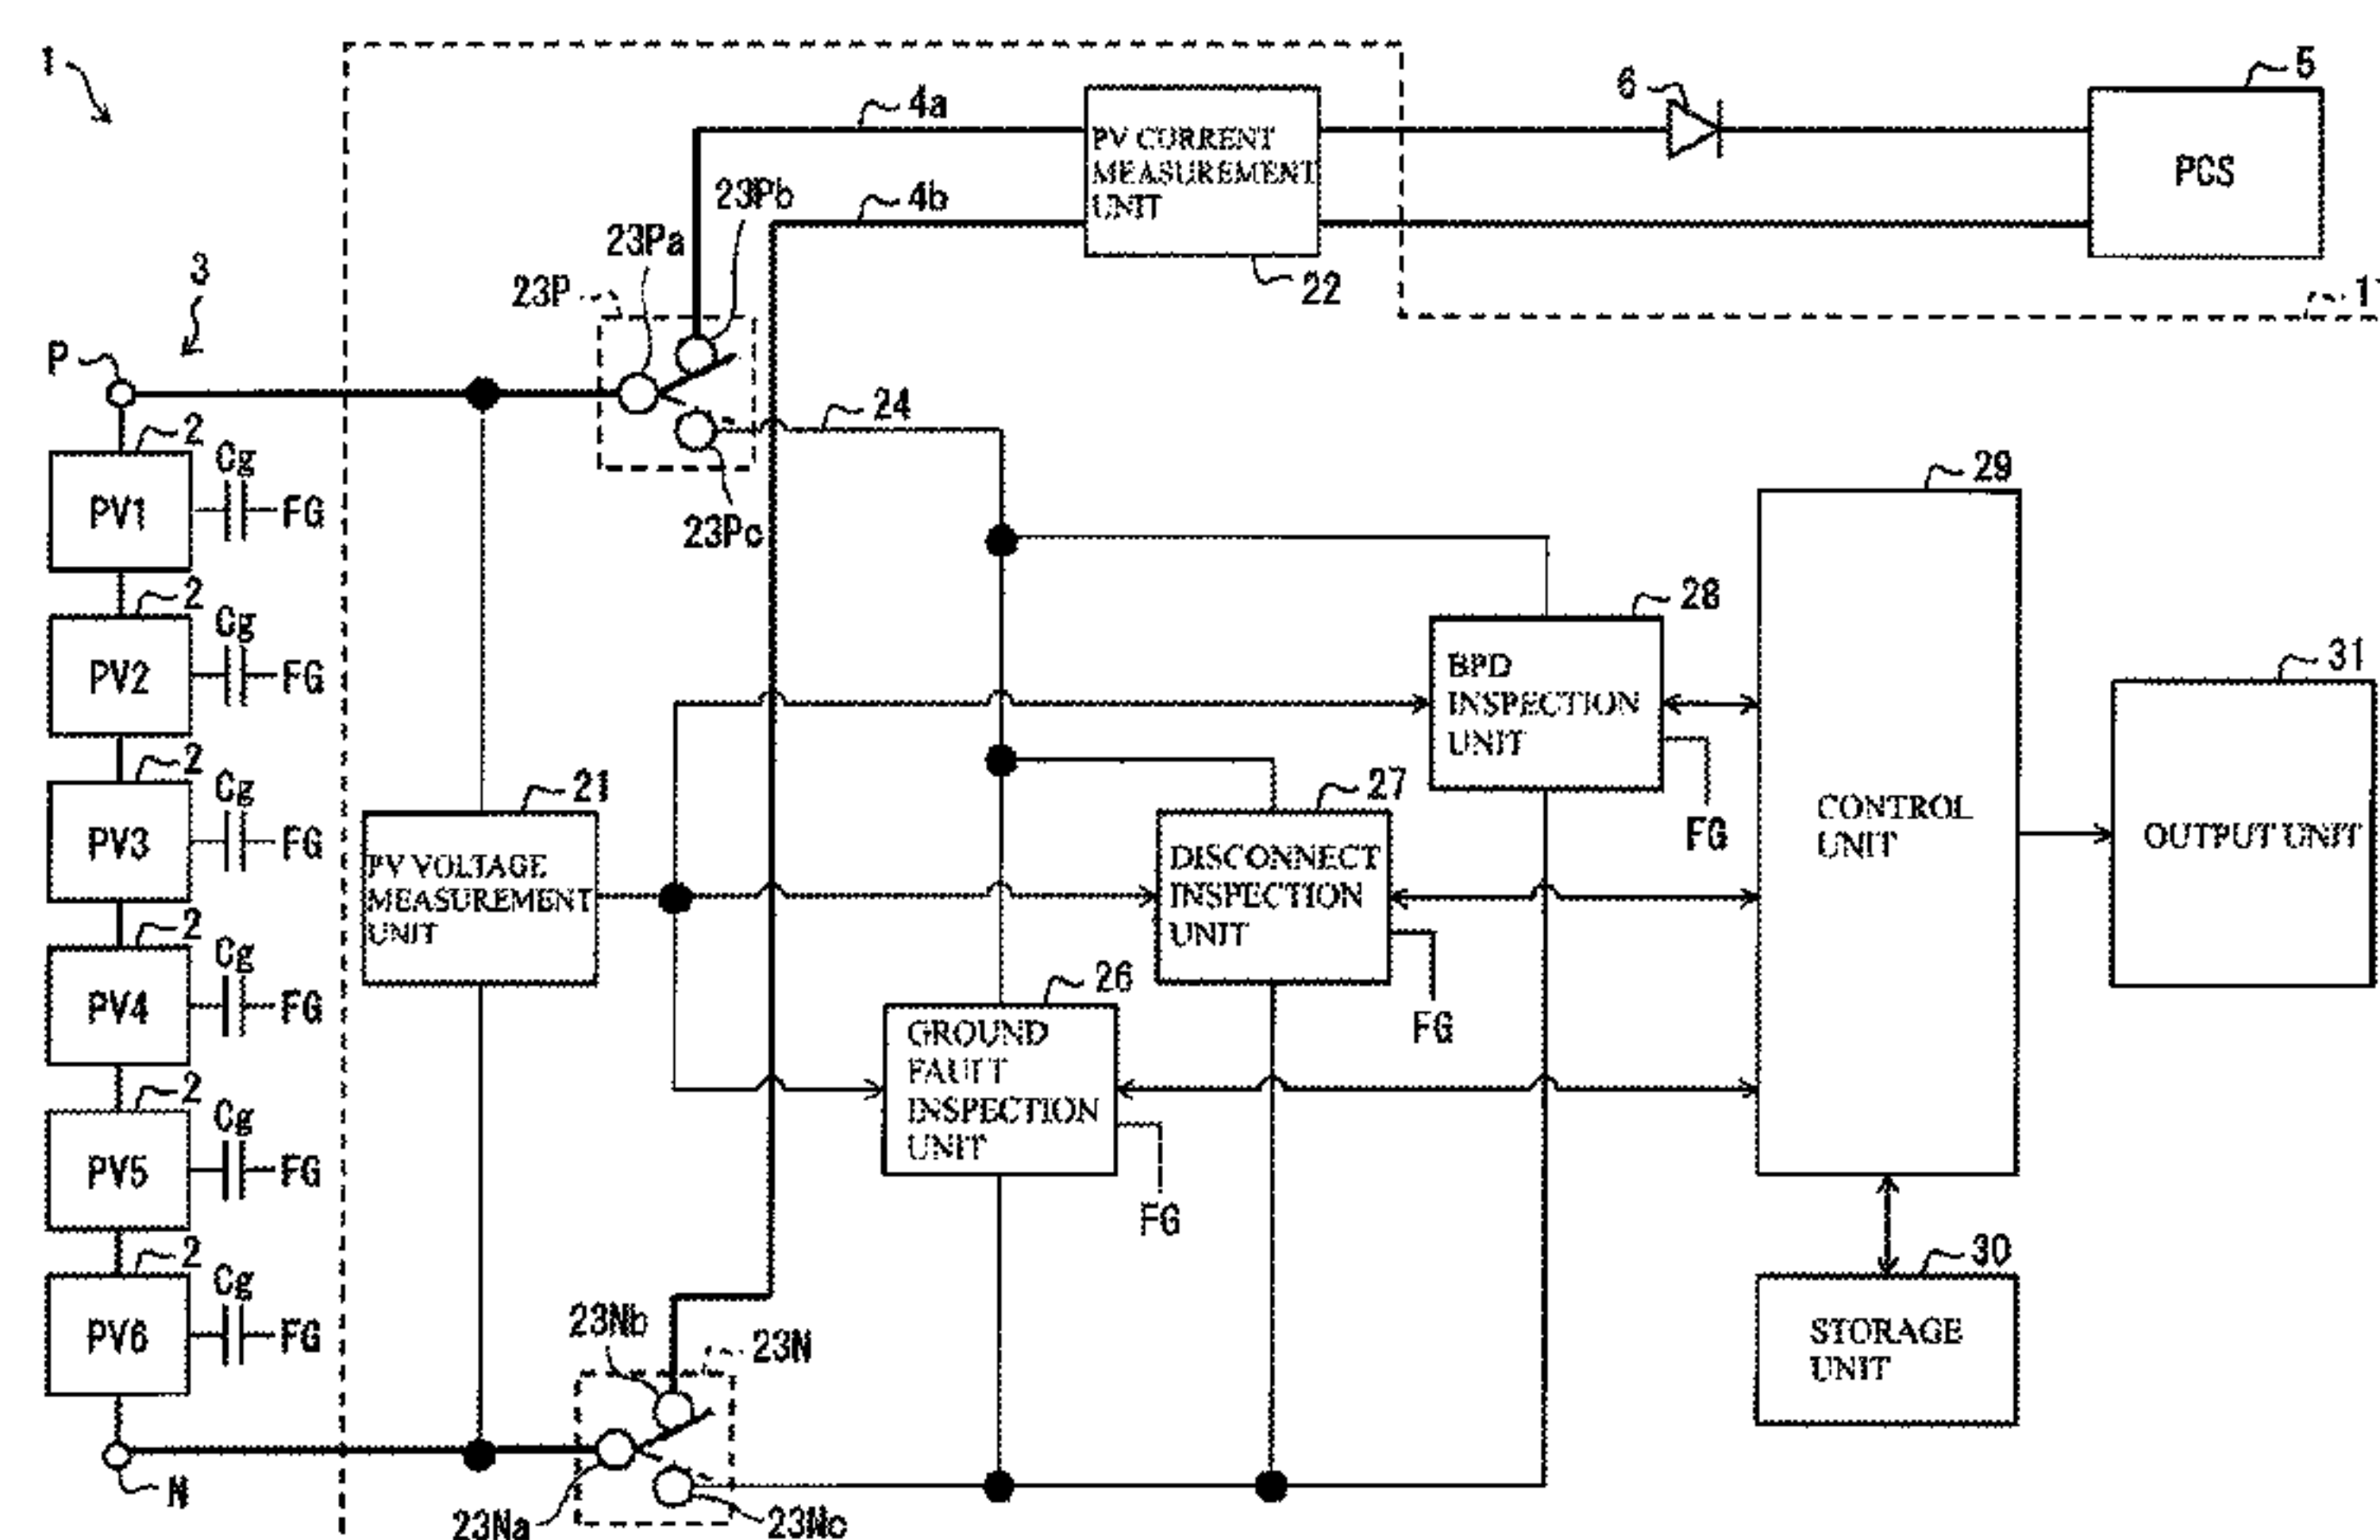 1
4a
PV CURRENT
MEASUREMENT
UNIT
22
6
5
PCS
4b
23Pb
23Pa
23P
23Pc
24
3
P
2
PV1
Cg
FG
2
PV2
Cg
FG
2
PV3
Cg
FG
2
PV4
Cg
FG
2
PV5
Cg
FG
2
PV6
Cg
FG
N
21
PV VOLTAGE
MEASUREMENT
UNIT
28
BPD
INSPECTION
UNIT
FG
27
DISCONNECT
INSPECTION
UNIT
FG
26
GROUND
FAULT
INSPECTION
UNIT
FG
29
CONTROL
UNIT
31
OUTPUT UNIT
30
STORAGE
UNIT
23Nb
23N
23Na
23Nc